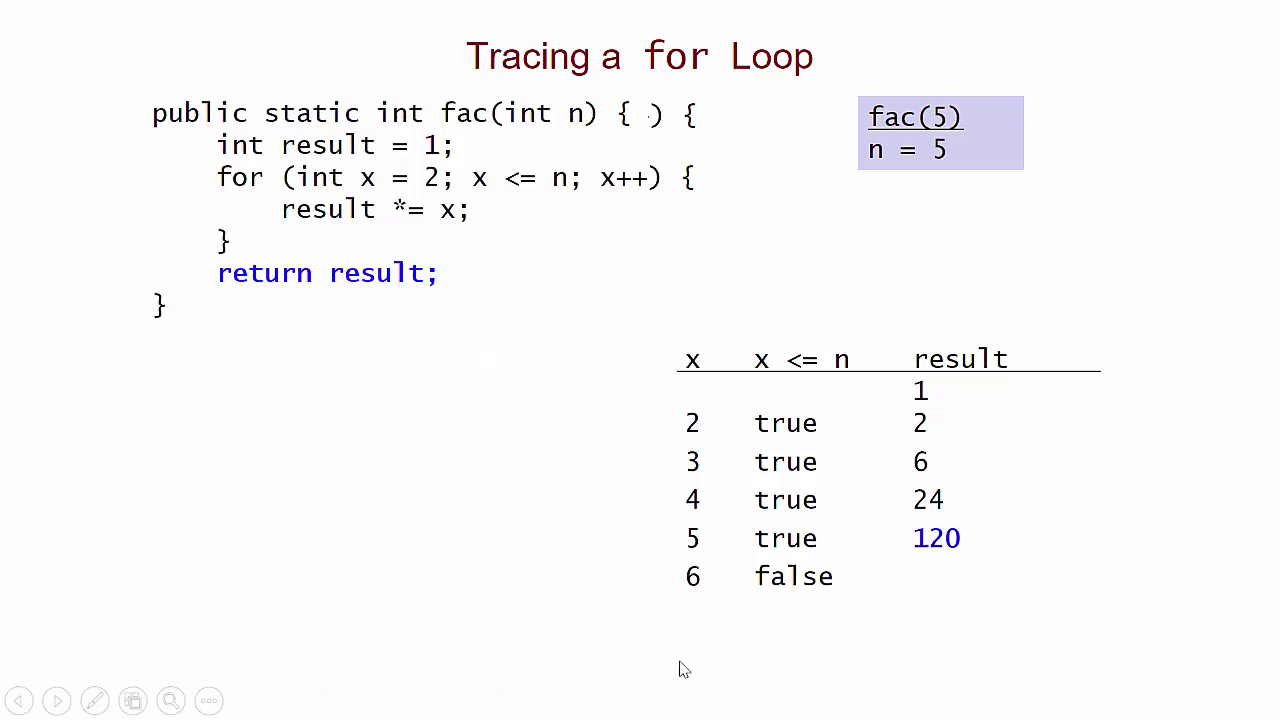 Tracing a for Loop
public static int fac(int n) { ) {
int result = 1;
for (int x = 2; x <= n; x++) {
result *= x;
}
return result;
}
fac(5)
n = 5
x x <= n result
1
2 true 2
3 true 6
4 true 24
5 true 120
6 false